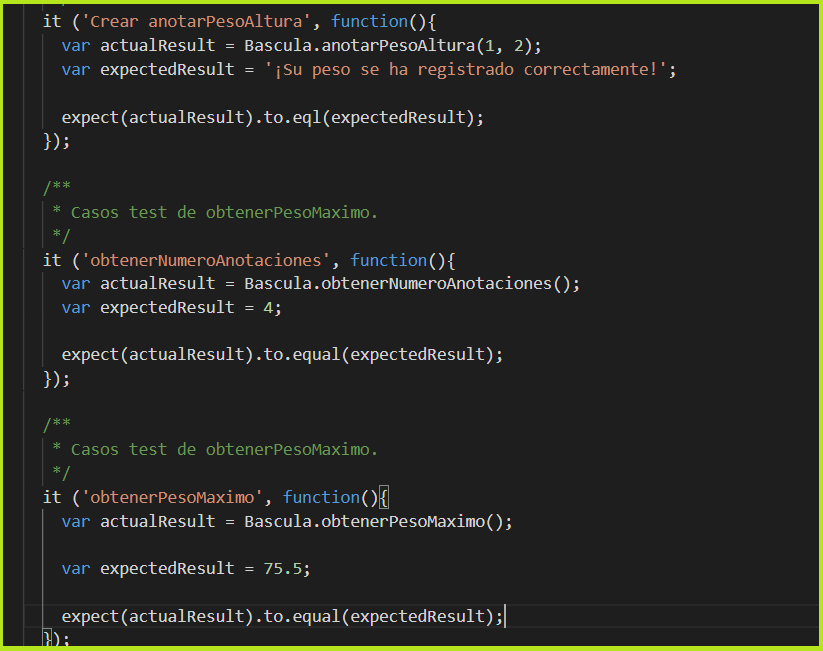 it ('Crear anotarPesoAltura', function(){
var actualResult = Bascula.anotarPesoAltura(1, 2);
var expectedResult = '¡Su peso se ha registrado correctamente!';
expect(actualResult).to.eql(expectedResult);
});
/**
* Casos test de obtenerPesoMaximo.
*/
it ('obtenerNumeroAnotaciones', function(){
var actualResult = Bascula.obtenerNumeroAnotaciones();
var expectedResult = 4;
expect(actualResult).to.equal(expectedResult);
});
/**
* Casos test de obtenerPesoMaximo.
*/
it ('obtenerPesoMaximo', function(){
var actualResult = Bascula.obtenerPesoMaximo();
var expectedResult = 75.5;
expect(actualResult).to.equal(expectedResult);
});